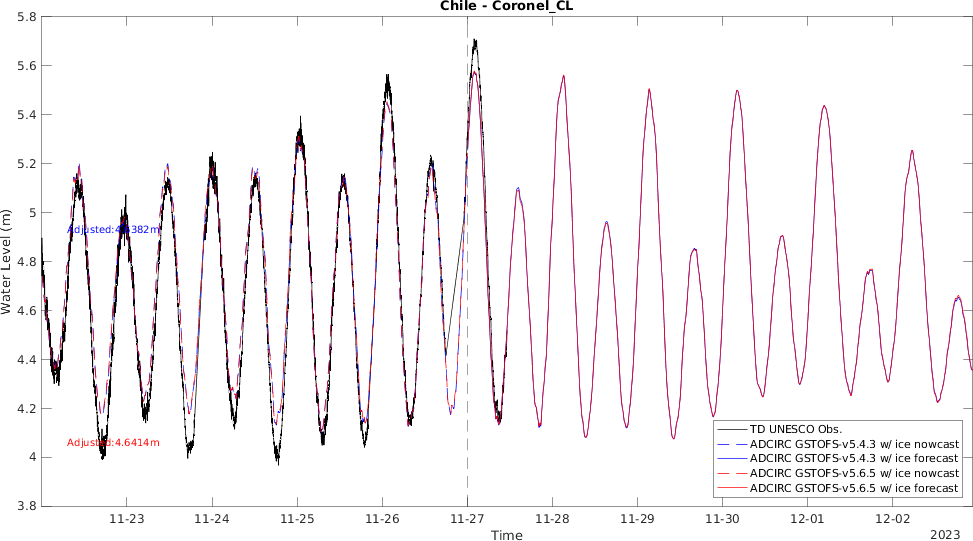 Chile - Coronel_CL
5.8
5.6
5.4
5.2
5
4.8
4.6
4.4
4.2
4
3.8
Water Level (m)
Adjusted:4.6414m
TD UNESCO Obs.
ADCIRC GSTOFS-v5.4.3 w/ ice nowcast
ADCIRC GSTOFS-v5.4.3 w/ ice forecast
ADCIRC GSTOFS-v5.6.5 w/ ice nowcast
ADCIRC GSTOFS-v5.6.5 w/ ice forecast
11-23 11-24 11-25 11-26 11-27 11-28 11-29 11-30 12-01 12-02
Time
2023